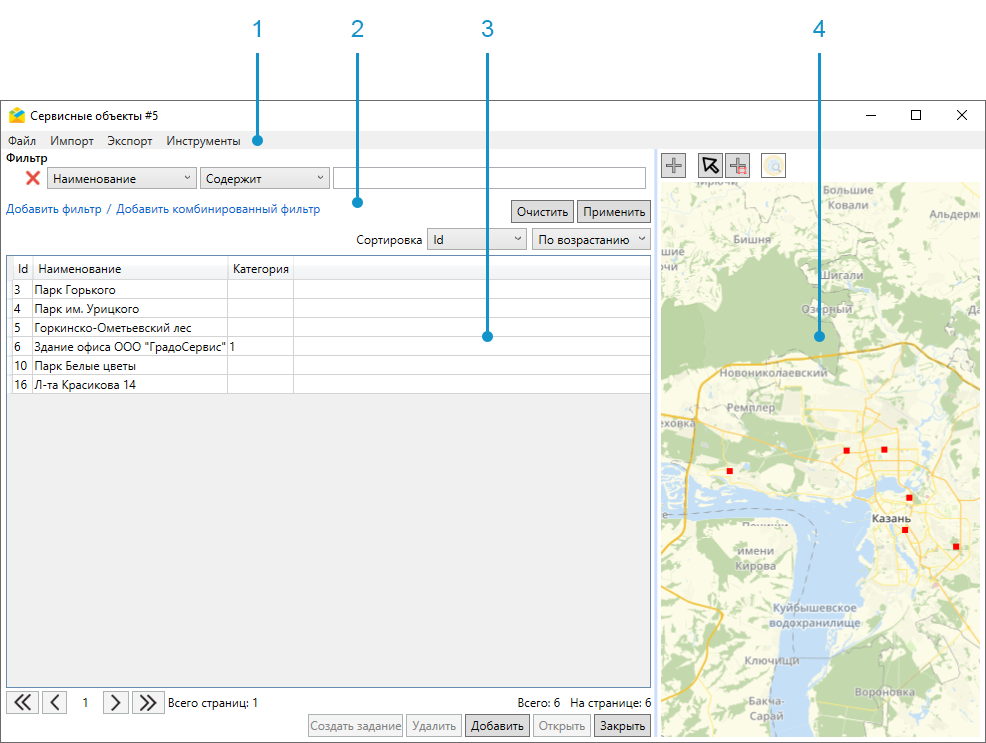 1 2 3 4
Сервисные объекты #5
Файл Импорт Экспорт Инструменты
Фильтр
Наименование Содержит
Добавить фильтр / Добавить комбинированный фильтр
Очистить Применить
Сортировка Id По возрастанию
Id Наименование Категория
3 Парк Горького
4 Парк им. Урицкого
5 Горкинско-Ометьевский лес
6 Здание офиса ООО "ГрадоСервис" 1
10 Парк Белые цветы
16 Л-та Красикова 14
1 Всего страниц: 1
Всего: 6 На странице: 6
Создать задание Удалить Добавить Открыть Закрыть
Большие
Ковали
Альдерм
Бишня
Шигали
Озерный
Новониколаевский
Ремплер
еховка
Казань
имени
Кирова
Куйбышевское
водохранилище
Ключищи
Вороновка
Бакча-
Сарай